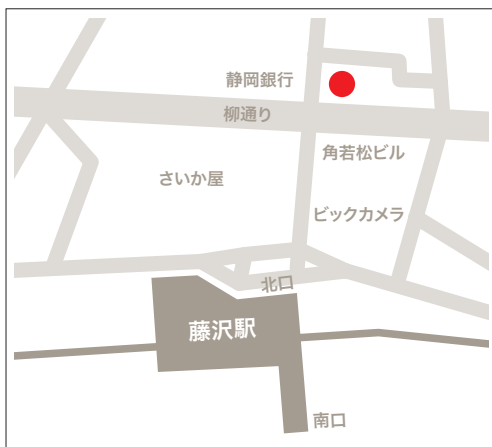 静岡銀行
柳通り
角若松ビル
さいか屋
ビックカメラ
北口
藤沢駅
南口